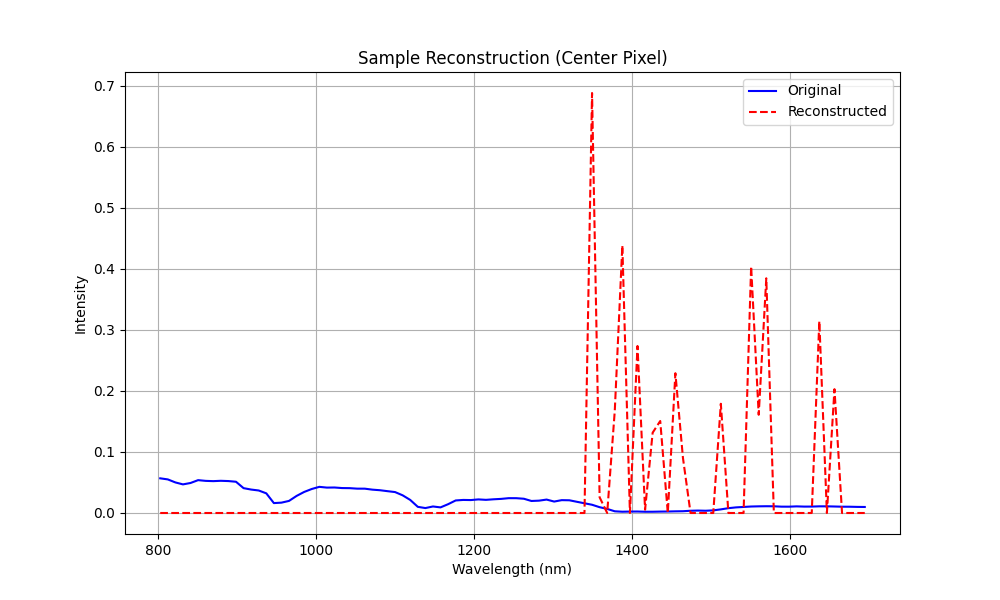 Sample Reconstruction (Center Pixel)
Original
Reconstructed
Intensity
0.7
0.6
0.5
0.4
0.3
0.2
0.1
0.0
800 1000 1200 1400 1600
Wavelength (nm)